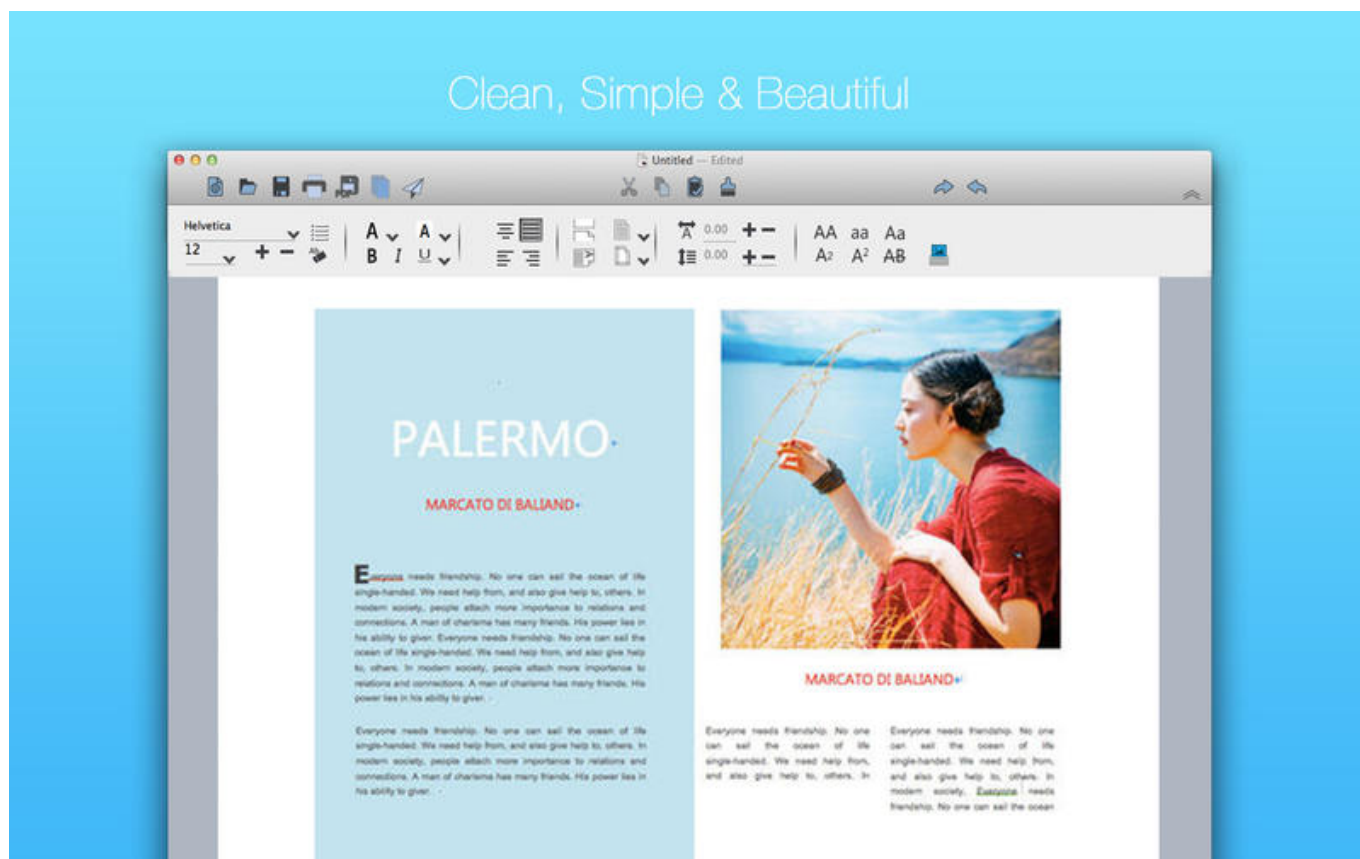 Clean, Simple & Beautiful
Untitled — Edited
PDF
Helvetica
12
A A
B I U
0.00
0.00
AA aa Aa
A2 A² AB
PALERMO
MARCATO DI BALIAND
Everyone needs friendship. No one can sail the ocean of life
single-handed. We need help from, and also give help to, others. In
modern society, people attach more importance to relations and
connections. A man of charisma has many friends. His power lies in
his ability to giver. Everyone needs friendship. No one can sail the
ocean of life single-handed. We need help from, and also give help
to, others. In modern society, people attach more importance to
relations and connections. A man of charisma has many friends. His
power lies in his ability to giver.
Everyone needs friendship. No one can sail the ocean of life
single-handed. We need help from, and also give help to, others. In
modern society, people attach more importance to relations and
connections. A man of charisma has many friends. His power lies in
his ability to giver.
MARCATO DI BALIAND
Everyone needs friendship. No one
can sail the ocean of life
single-handed. We need help from,
and also give help to, others. In
Everyone needs friendship. No one
can sail the ocean of life
single-handed. We need help from,
and also give help to, others. In
modern society, Everyone needs
friendship. No one can sail the ocean